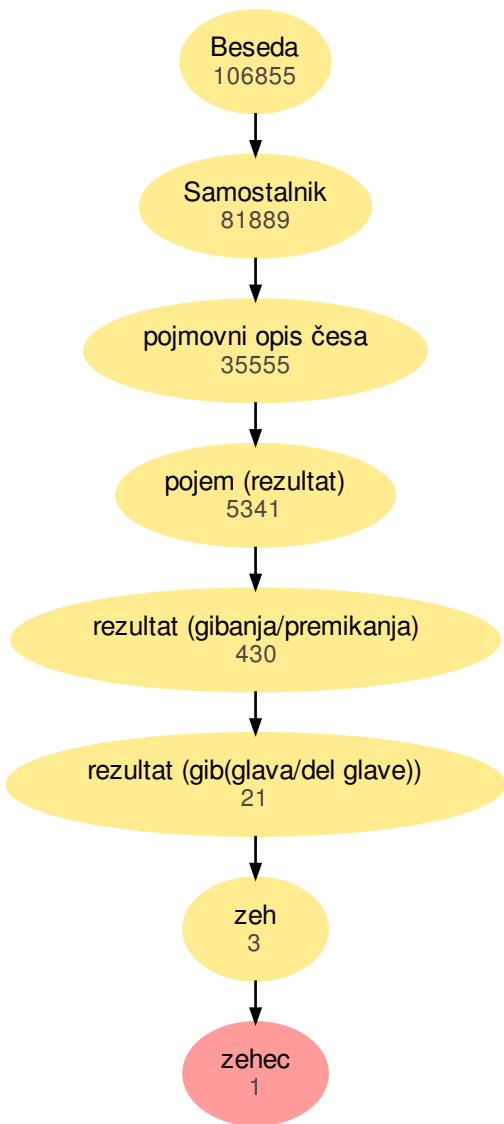 Beseda
106855
Samostalnik
81889
pojmovni opis česa
35555
pojem (rezultat)
5341
rezultat (gibanja/premikanja)
430
rezultat (gib(glava/del glave))
21
zeh
3
zehec
1